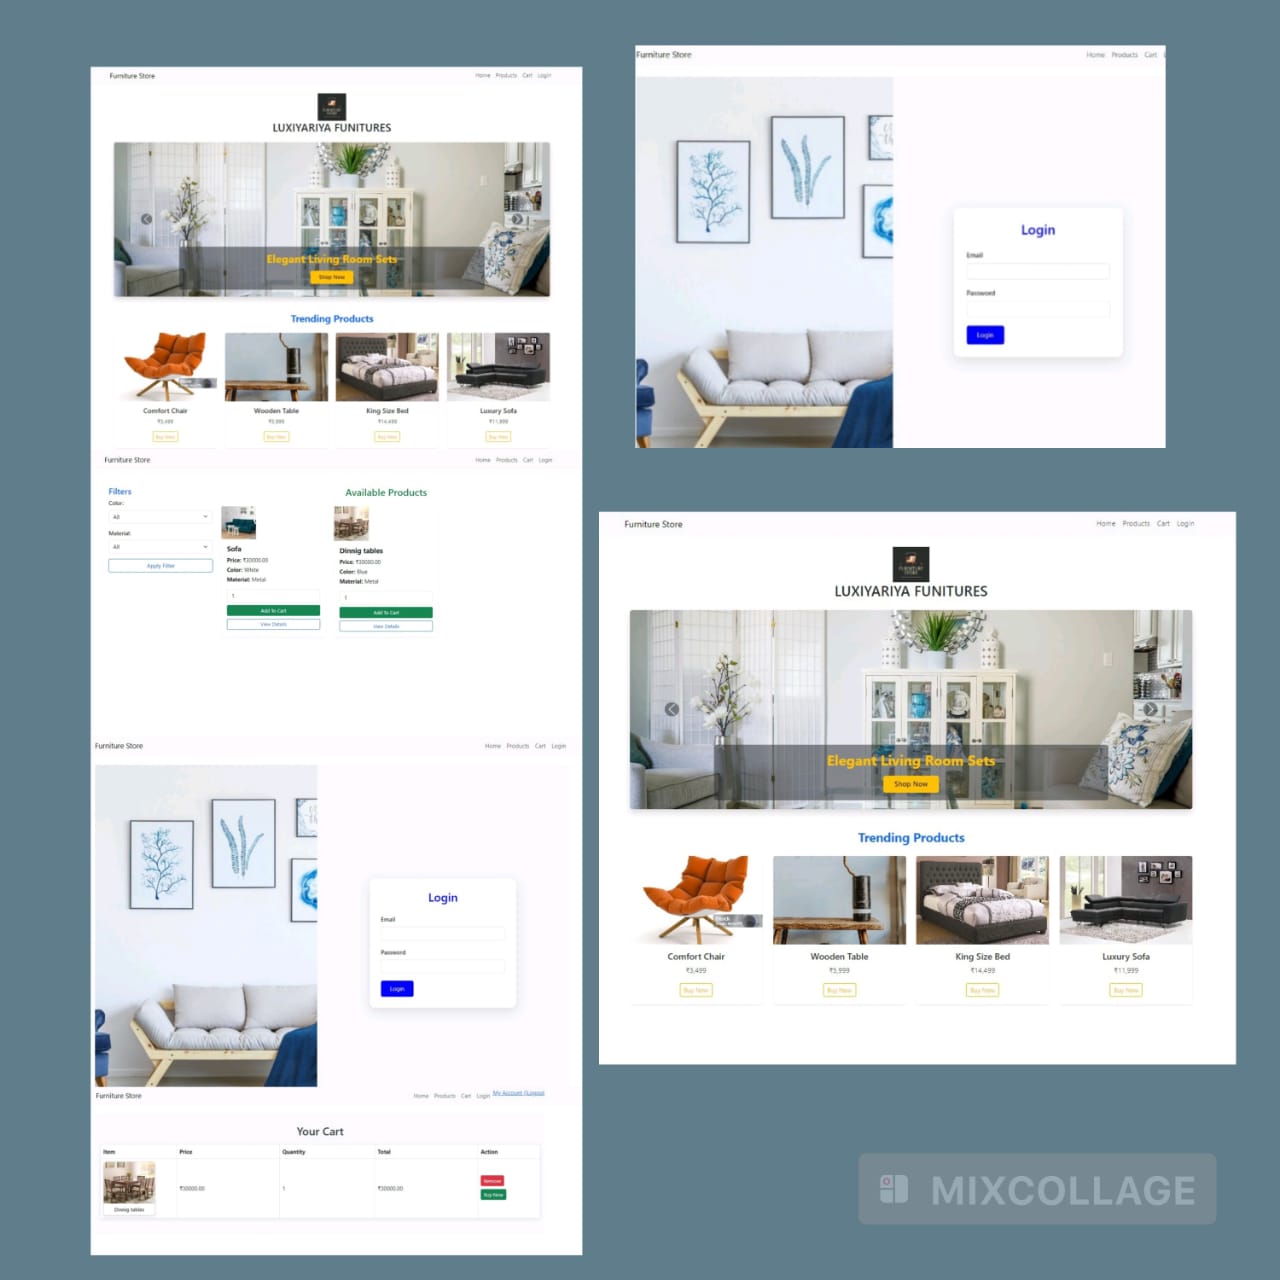 Furniture Store
Home Products Cart Login
LUXIYARIYA FUNITURES
Elegant Living Room Sets
Shop Now
Trending Products
Comfort Chair Wooden Table King Size Bed Luxury Sofa
₹3,499 ₹5,999 ₹14,499 ₹11,999
Buy Now Buy Now Buy Now Buy Now
Furniture Store
Home Products Cart Login
Filters
Color:
All
Material:
All
Apply Filter
Available Products
Sofa
Price: ₹30000.00
Color: White
Material: Metal
1
Add To Cart
View Details
Dinnig tables
Price: ₹30000.00
Color: Blue
Material: Metal
1
Add To Cart
View Details
Furniture Store
Home Products Cart Login
Login
Email
Password
Login
Furniture Store
Home Products Cart Login My Account (Logout
Your Cart
Item Price Quantity Total Action
₹30000.00 1 ₹30000.00
Remove
Buy Now
Dinnig tables
Furniture Store
Home Products Cart
Login
Email
Password
Login
Furniture Store
Home Products Cart Login
FURNITURE
STORE
LUXIYARIYA FUNITURES
Elegant Living Room Sets
Shop Now
Trending Products
Black
Comfort Chair Wooden Table King Size Bed Luxury Sofa
₹3,499 ₹5,999 ₹14,499 ₹11,999
Buy Now Buy Now Buy Now Buy Now
MIXCOLLAGE